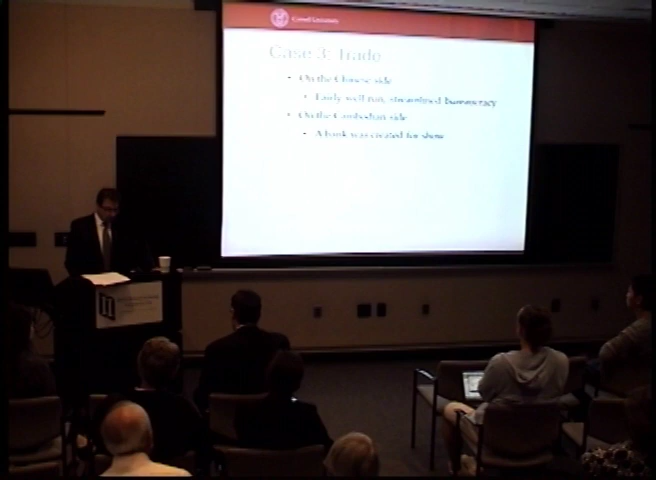 Cornell University
Case 3: Trade
• On the Chinese side
• Fairly well run, streamlined bureaucracy
• On the Cambodian side
• A bank was created for show